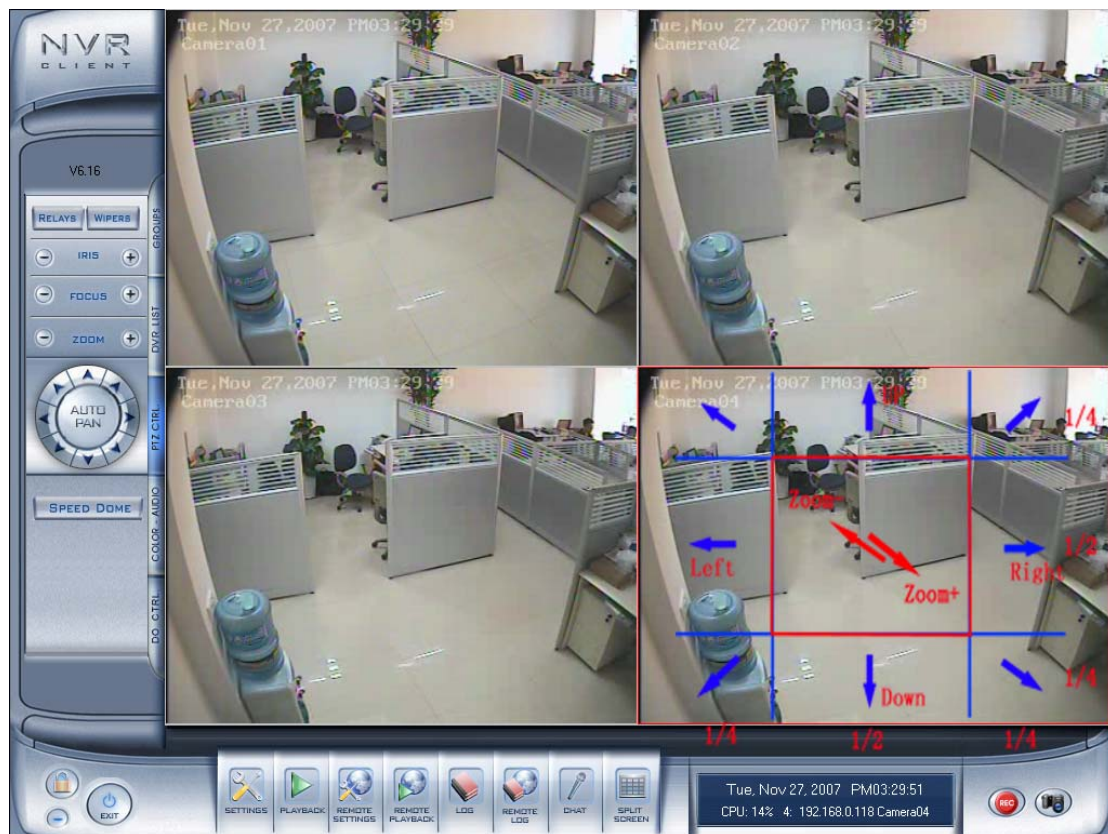 NVR
CLIENT
V6.16
RELAYS WIPERS
IRIS
FOCUS
ZOOM
AUTO
PAN
SPEED DOME
GROUPS
DVR LIST
PTZ CTRL
COLOR - AUDIO
DO CTRL
Tue,Nov 27,2007 PM03:29:29
Camera01
Tue,Nov 27,2007 PM03:29:29
Camera02
Tue,Nov 27,2007 PM03:29:29
Camera03
Tue,Nov 27,2007 PM03:29:29
Camera04
UP
1/4
Zoom-
Left
Right
1/2
Zoom+
1/4
Down
1/4
1/2
1/4
EXIT
SETTINGS
PLAYBACK
REMOTE
SETTINGS
REMOTE
PLAYBACK
LOG
REMOTE
LOG
CHAT
SPLIT
SCREEN
Tue, Nov 27, 2007 PM03:29:51
CPU: 14% 4: 192.168.0.118 Camera04
REC